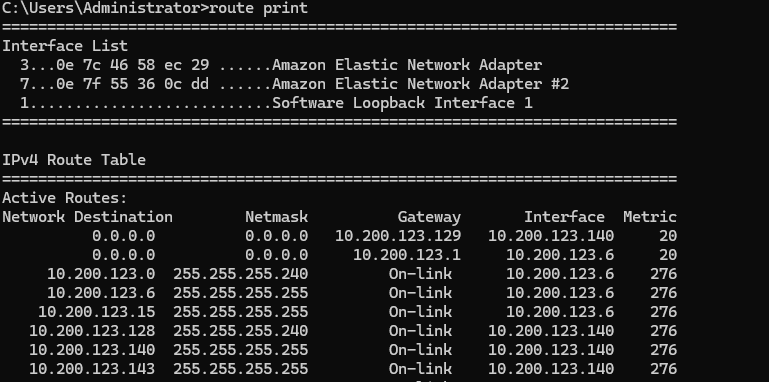 C:\Users\Administrator>route print
===========================================================================
Interface List
  3...0e 7c 46 58 ec 29 ......Amazon Elastic Network Adapter
  7...0e 7f 55 36 0c dd ......Amazon Elastic Network Adapter #2
  1...........................Software Loopback Interface 1
===========================================================================

IPv4 Route Table
===========================================================================
Active Routes:
Network Destination        Netmask          Gateway       Interface  Metric
          0.0.0.0          0.0.0.0   10.200.123.129   10.200.123.140     20
          0.0.0.0          0.0.0.0     10.200.123.1     10.200.123.6     20
     10.200.123.0  255.255.255.240         On-link      10.200.123.6    276
     10.200.123.6  255.255.255.255         On-link      10.200.123.6    276
    10.200.123.15  255.255.255.255         On-link      10.200.123.6    276
   10.200.123.128  255.255.255.240         On-link    10.200.123.140    276
   10.200.123.140  255.255.255.255         On-link    10.200.123.140    276
   10.200.123.143  255.255.255.255         On-link    10.200.123.140    276